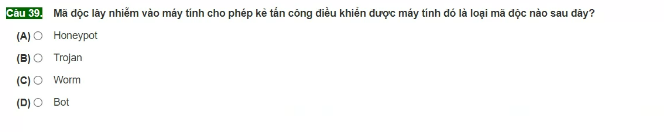 Câu 39. Mã độc lây nhiễm vào máy tính cho phép kẻ tấn công điều khiển được máy tính đó là loại mã độc nào sau đây?
(A) Honeypot
(B) Trojan
(C) Worm
(D) Bot